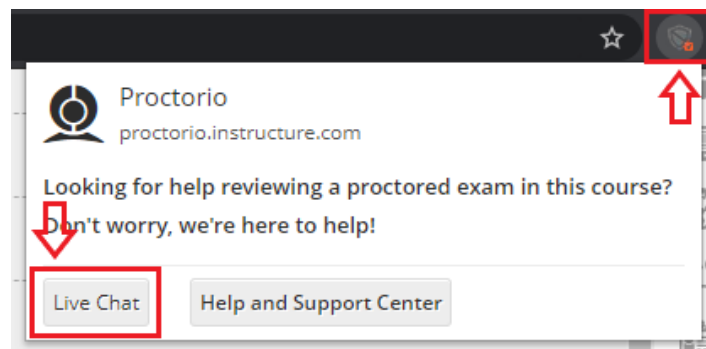 Proctorio
proctorio.instructure.com
Looking for help reviewing a proctored exam in this course?
Don't worry, we're here to help!
Live Chat
Help and Support Center